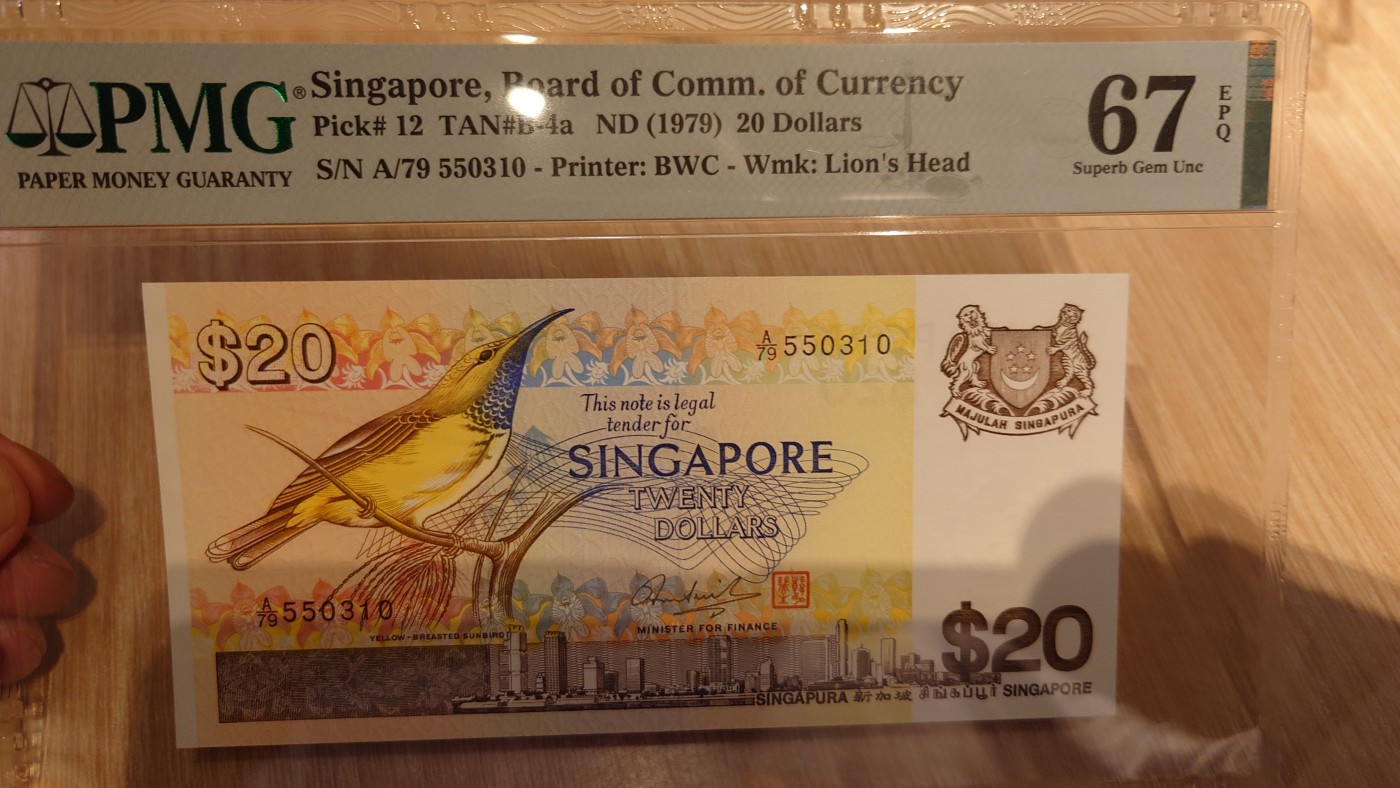 PMG®
PAPER MONEY GUARANTY
Singapore, Board of Comm. of Currency
Pick# 12 TAN#B-4a ND (1979) 20 Dollars
S/N A/79 550310 - Printer: BWC - Wmk: Lion's Head
67
EPQ
Superb Gem Unc
$20
A/79 550310
MAJULAH SINGAPURA
This note is legal
tender for
SINGAPORE
TWENTY
DOLLARS
A/79 550310
YELLOW-BREASTED SUNBIRD
MINISTER FOR FINANCE
$20
SINGAPURA 新加坡 சிங்கப்பூர் SINGAPORE